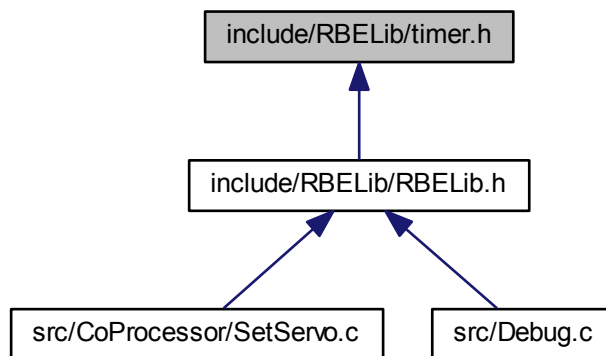 include/RBELib/timer.h
include/RBELib/RBELib.h
src/CoProcessor/SetServo.c
src/Debug.c